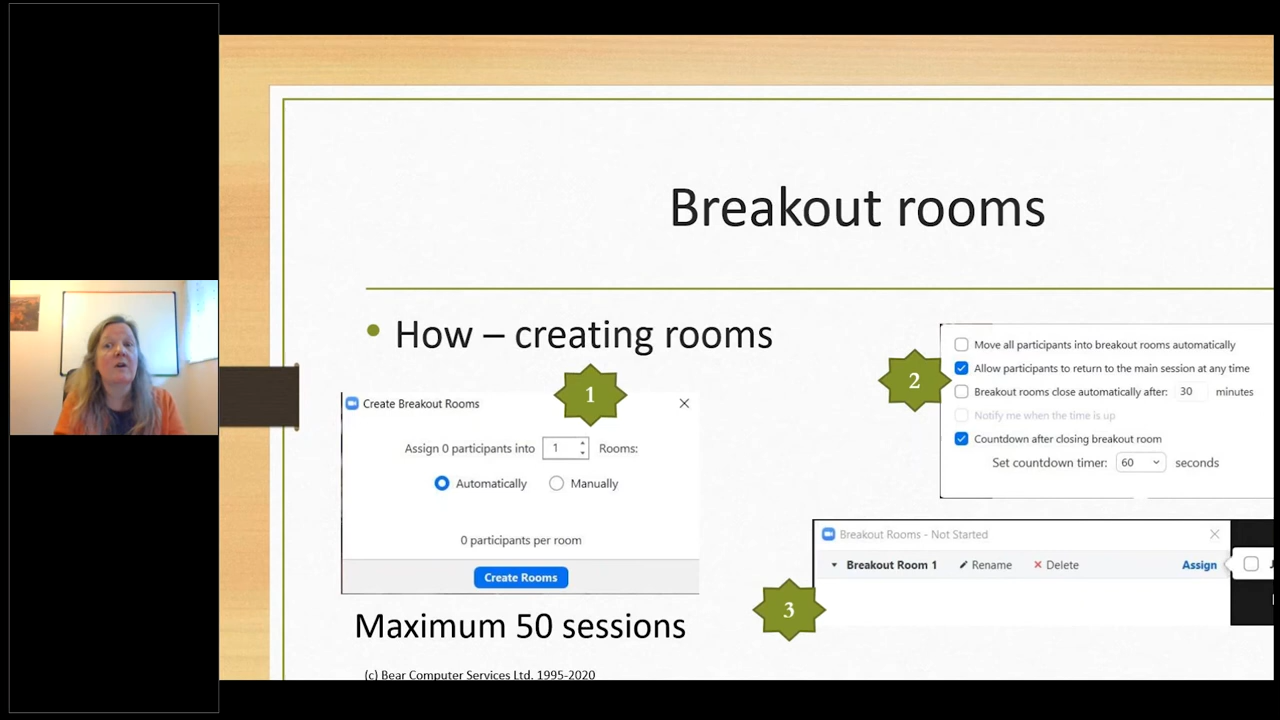 Breakout rooms
• How – creating rooms
1
Create Breakout Rooms
Assign 0 participants into 1 Rooms:
Automatically Manually
0 participants per room
Create Rooms
Maximum 50 sessions
2
Move all participants into breakout rooms automatically
Allow participants to return to the main session at any time
Breakout rooms close automatically after: 30 minutes
Notify me when the time is up
Countdown after closing breakout room
Set countdown timer: 60 seconds
3
Breakout Rooms - Not Started
Breakout Room 1 Rename Delete Assign
(c) Bear Computer Services Ltd. 1995-2020